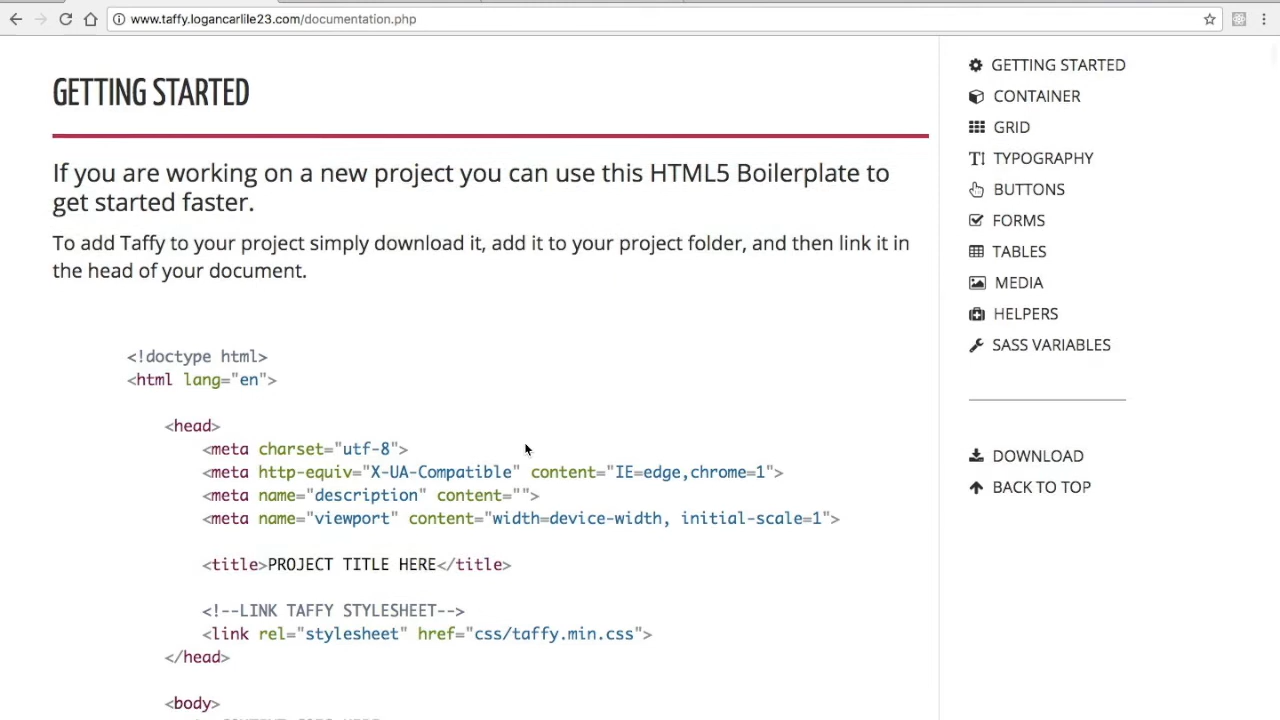 www.taffy.logancarlile23.com/documentation.php
GETTING STARTED
If you are working on a new project you can use this HTML5 Boilerplate to
get started faster.
To add Taffy to your project simply download it, add it to your project folder, and then link it in
the head of your document.
<!doctype html>
<html lang="en">
<head>
<meta charset="utf-8">
<meta http-equiv="X-UA-Compatible" content="IE=edge,chrome=1">
<meta name="description" content="">
<meta name="viewport" content="width=device-width, initial-scale=1">
<title>PROJECT TITLE HERE</title>
<!--LINK TAFFY STYLESHEET-->
<link rel="stylesheet" href="css/taffy.min.css">
</head>
<body>
GETTING STARTED
CONTAINER
GRID
TYPOGRAPHY
BUTTONS
FORMS
TABLES
MEDIA
HELPERS
SASS VARIABLES
DOWNLOAD
BACK TO TOP